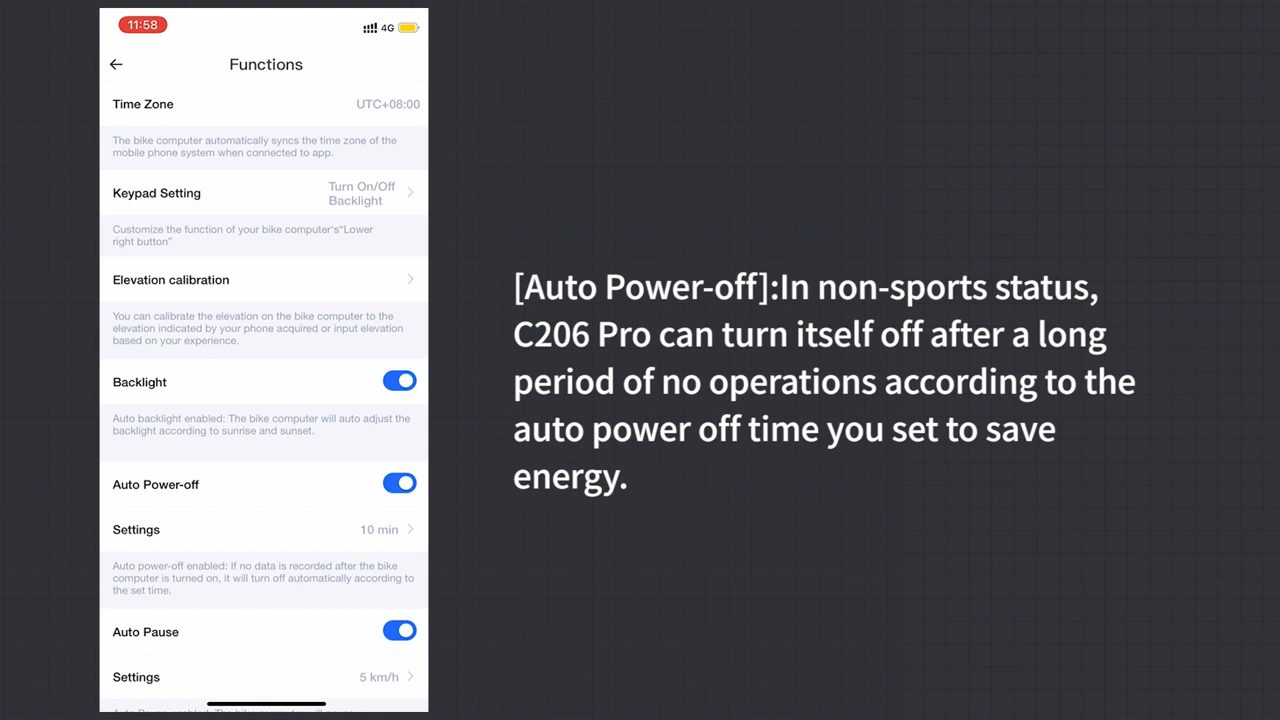 11:58
4G
Functions
Time Zone
UTC+08:00
The bike computer automatically syncs the time zone of the
mobile phone system when connected to app.
Keypad Setting
Turn On/Off
Backlight
Customize the function of your bike computer's“Lower
right button”
Elevation calibration
You can calibrate the elevation on the bike computer to the
elevation indicated by your phone acquired or input elevation
based on your experience.
Backlight
Auto backlight enabled: The bike computer will auto adjust the
backlight according to sunrise and sunset.
Auto Power-off
Settings
10 min
Auto power-off enabled: If no data is recorded after the bike
computer is turned on, it will turn off automatically according to
the set time.
Auto Pause
Settings
5 km/h
[Auto Power-off]:In non-sports status,
C206 Pro can turn itself off after a long
period of no operations according to the
auto power off time you set to save
energy.